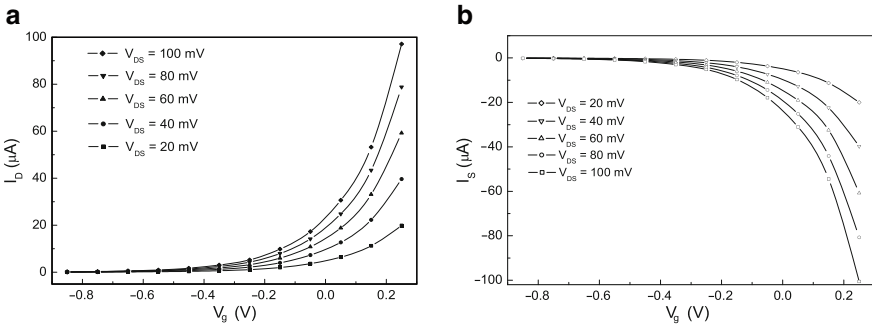 a
100
80
60
40
20
0
I_D (μA)
V_DS = 100 mV
V_DS = 80 mV
V_DS = 60 mV
V_DS = 40 mV
V_DS = 20 mV
−0.8 −0.6 −0.4 −0.2 0.0 0.2
V_g (V)
b
0
−20
−40
−60
−80
−100
I_S (μA)
V_DS = 20 mV
V_DS = 40 mV
V_DS = 60 mV
V_DS = 80 mV
V_DS = 100 mV
−0.8 −0.6 −0.4 −0.2 0.0 0.2
V_g (V)